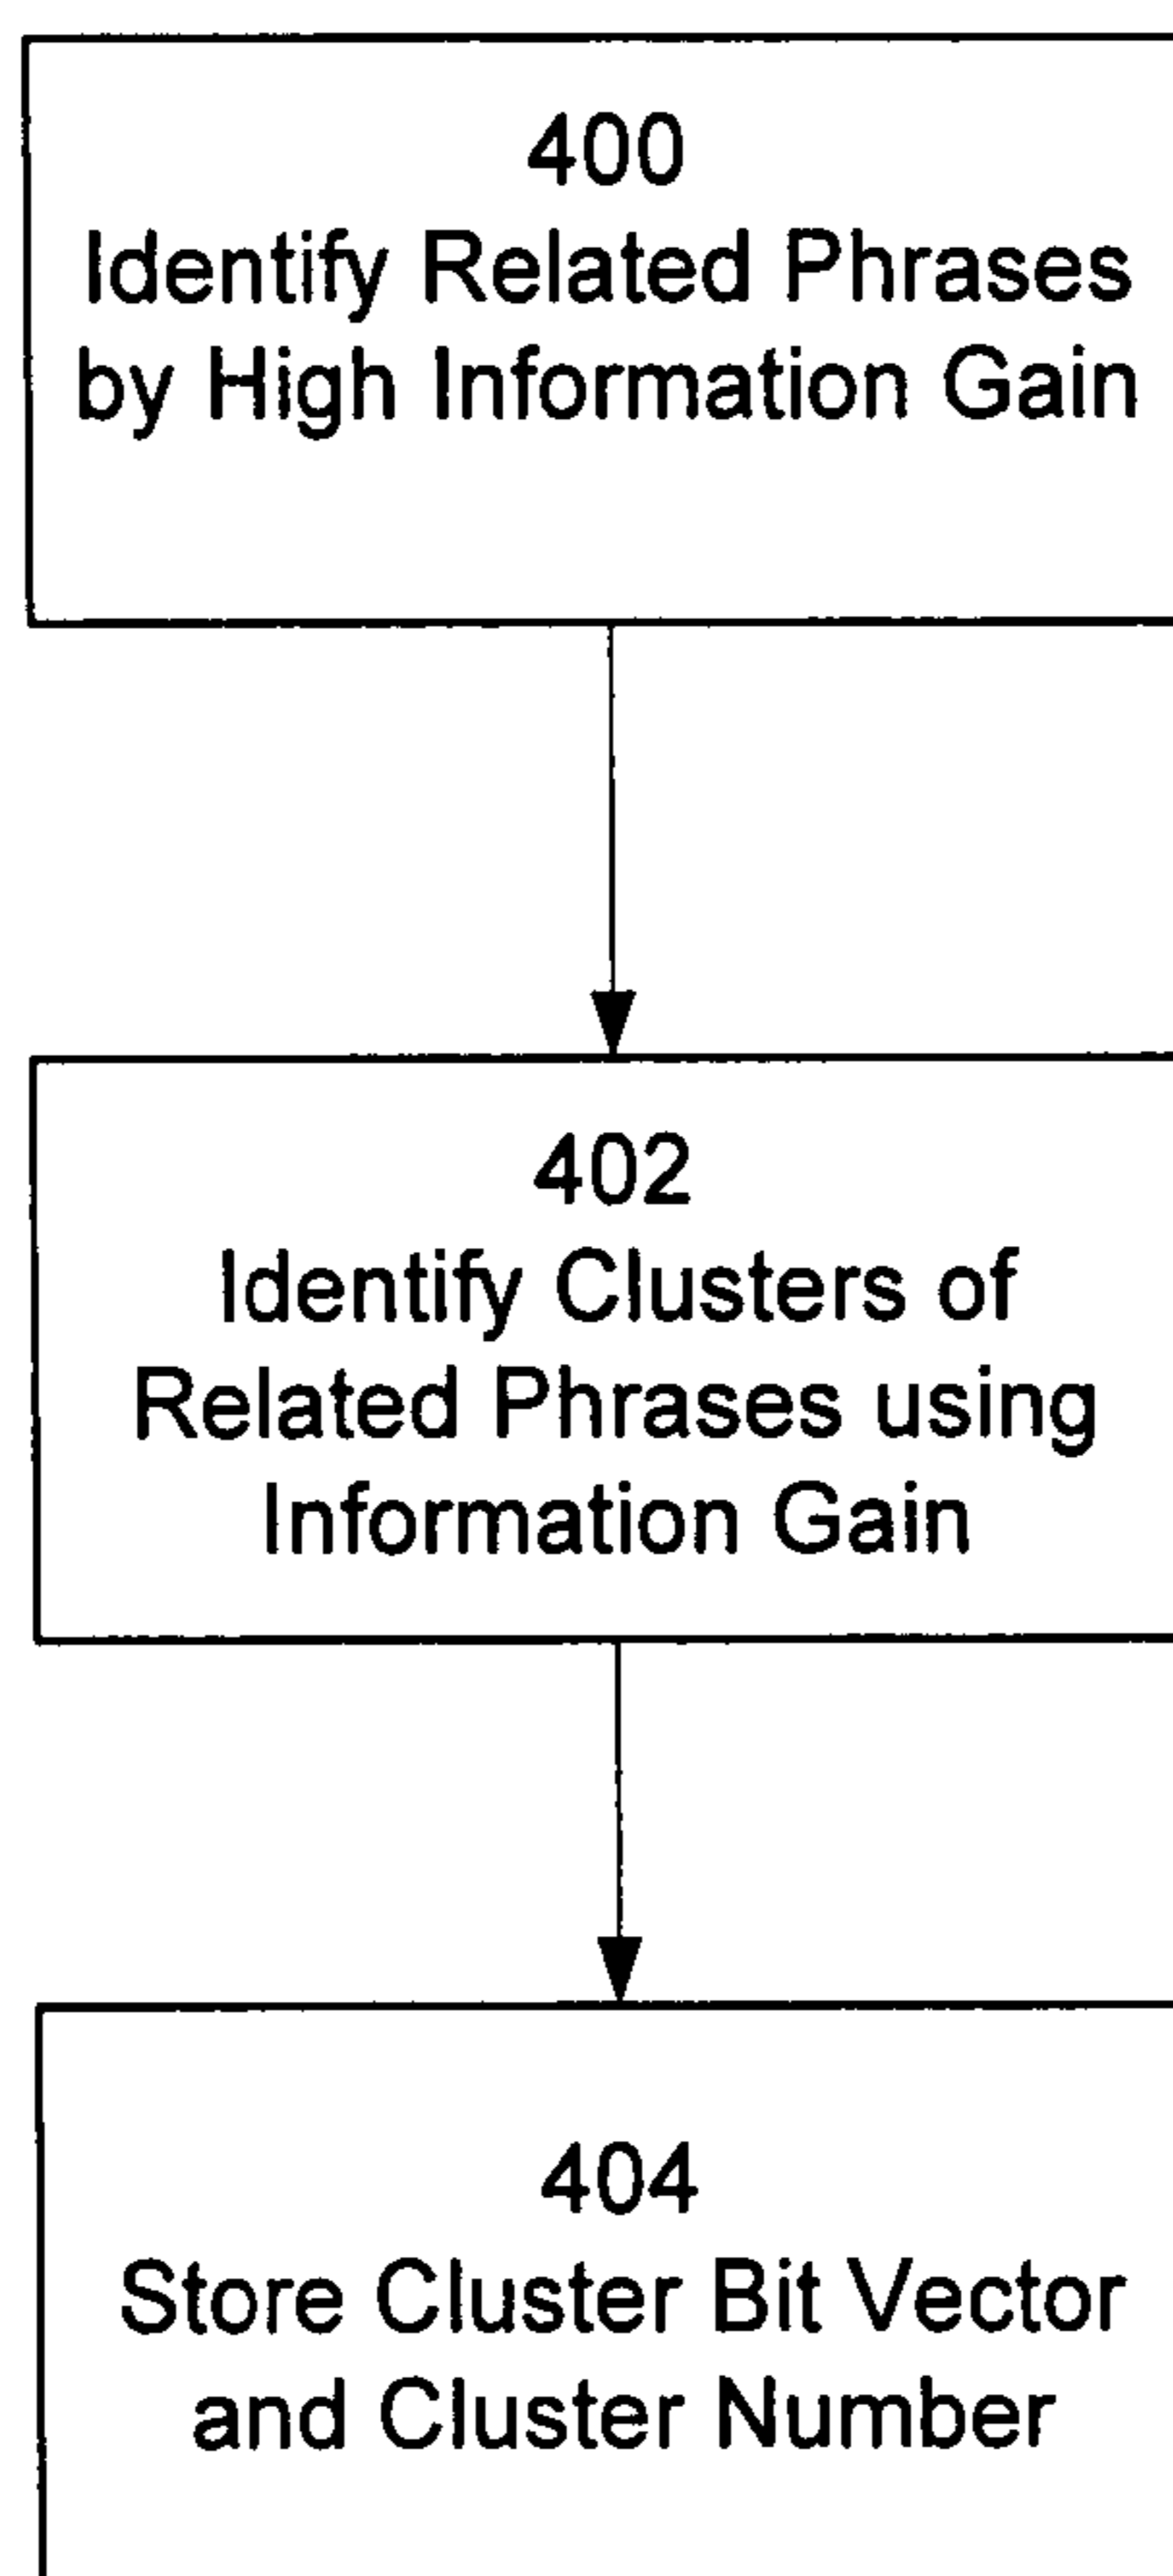 400
Identify Related Phrases
by High Information Gain
402
Identify Clusters of
Related Phrases using
Information Gain
404
Store Cluster Bit Vector
and Cluster Number